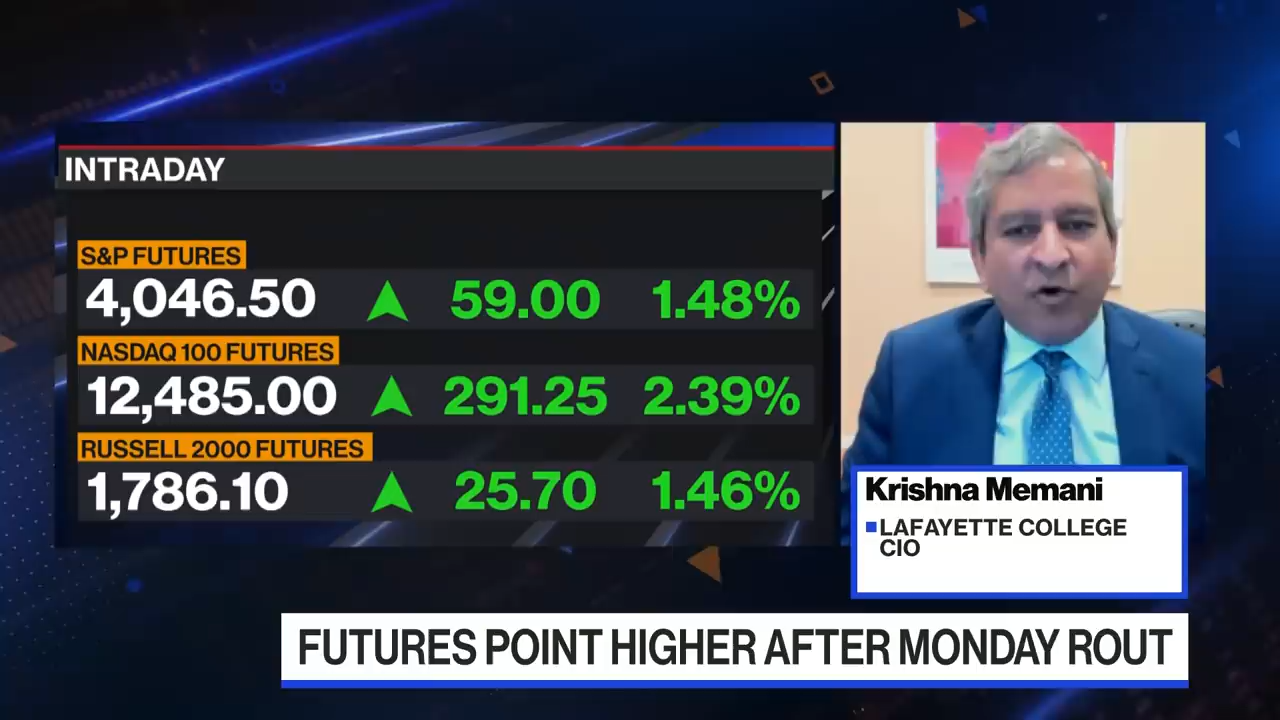 INTRADAY
S&P FUTURES
4,046.50 ▲ 59.00 1.48%
NASDAQ 100 FUTURES
12,485.00 ▲ 291.25 2.39%
RUSSELL 2000 FUTURES
1,786.10 ▲ 25.70 1.46%
Krishna Memani
LAFAYETTE COLLEGE
CIO
FUTURES POINT HIGHER AFTER MONDAY ROUT